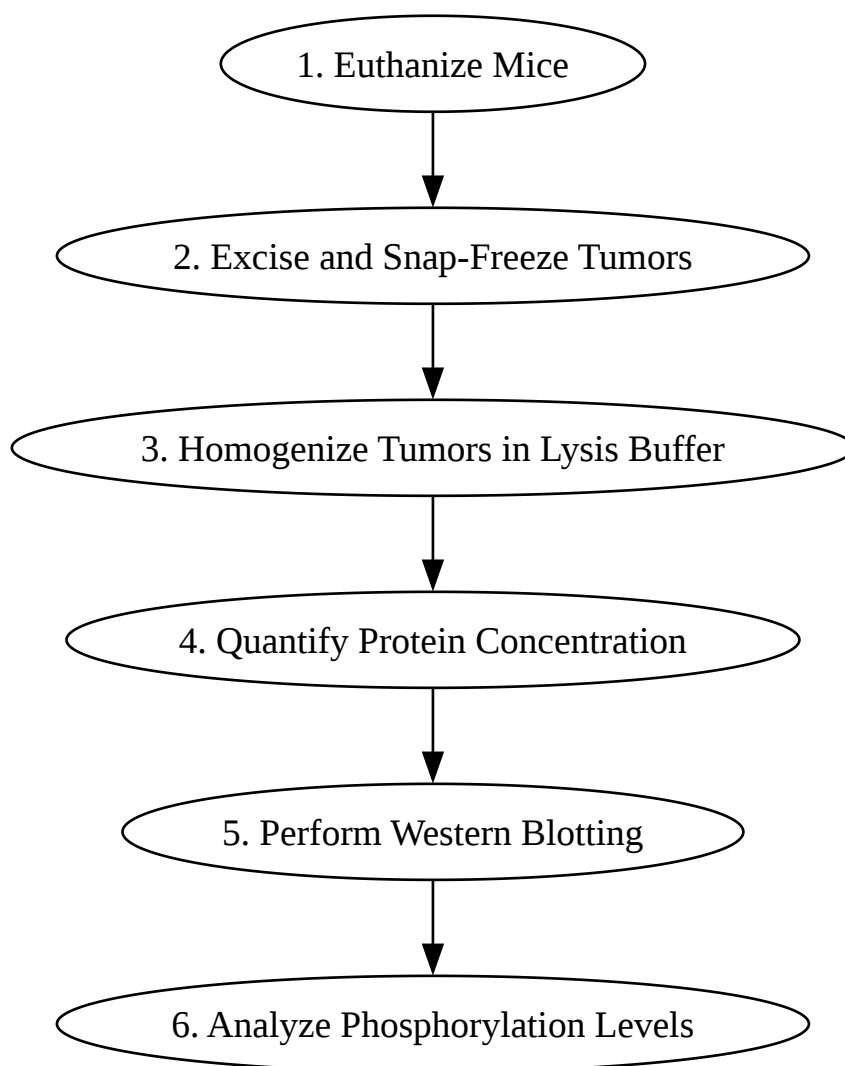 1. Euthanize Mice
2. Excise and Snap-Freeze Tumors
3. Homogenize Tumors in Lysis Buffer
4. Quantify Protein Concentration
5. Perform Western Blotting
6. Analyze Phosphorylation Levels